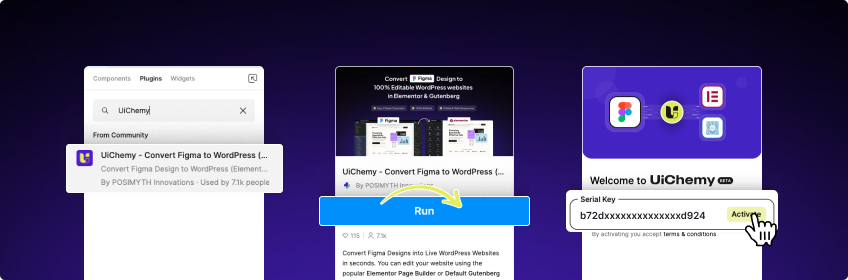 Components Plugins Widgets
UiChemy
From Community
UiChemy - Convert Figma to WordPress (...
Convert Figma Design to WordPress (Element...
By POSIMYTH Innovations · Used by 7.1k people
Convert Figma Design to
100% Editable WordPress websites
in Elementor & Gutenberg
Figma
elementor
UiChemy - Convert Figma to WordPress (...
By POSIMYTH
Run
115 7.1k
Convert Figma Designs into Live WordPress Websites
in seconds. You can edit your website using the
popular Elementor Page Builder or Default Gutenberg
Welcome to UiChemy BETA
Serial Key
b72dxxxxxxxxxxxxxxd924
Activate
By activating you accept terms & conditions